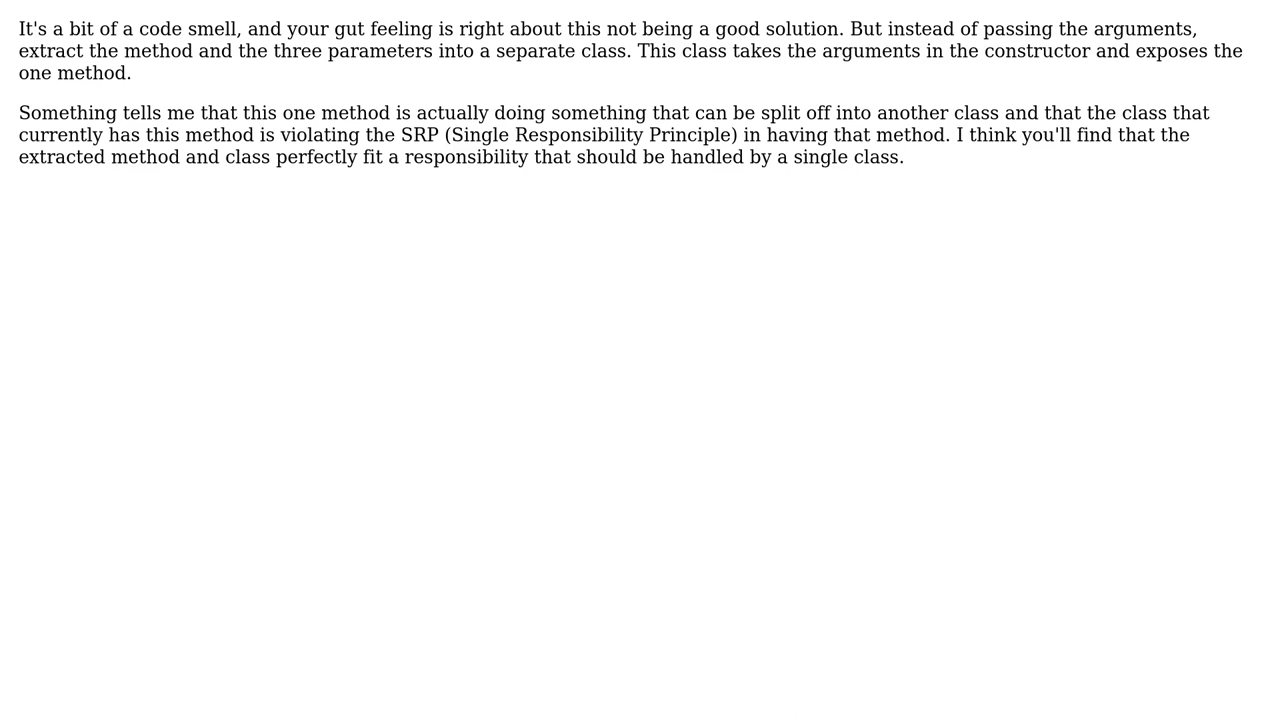 It's a bit of a code smell, and your gut feeling is right about this not being a good solution. But instead of passing the arguments,
extract the method and the three parameters into a separate class. This class takes the arguments in the constructor and exposes the
one method.
Something tells me that this one method is actually doing something that can be split off into another class and that the class that
currently has this method is violating the SRP (Single Responsibility Principle) in having that method. I think you'll find that the
extracted method and class perfectly fit a responsibility that should be handled by a single class.